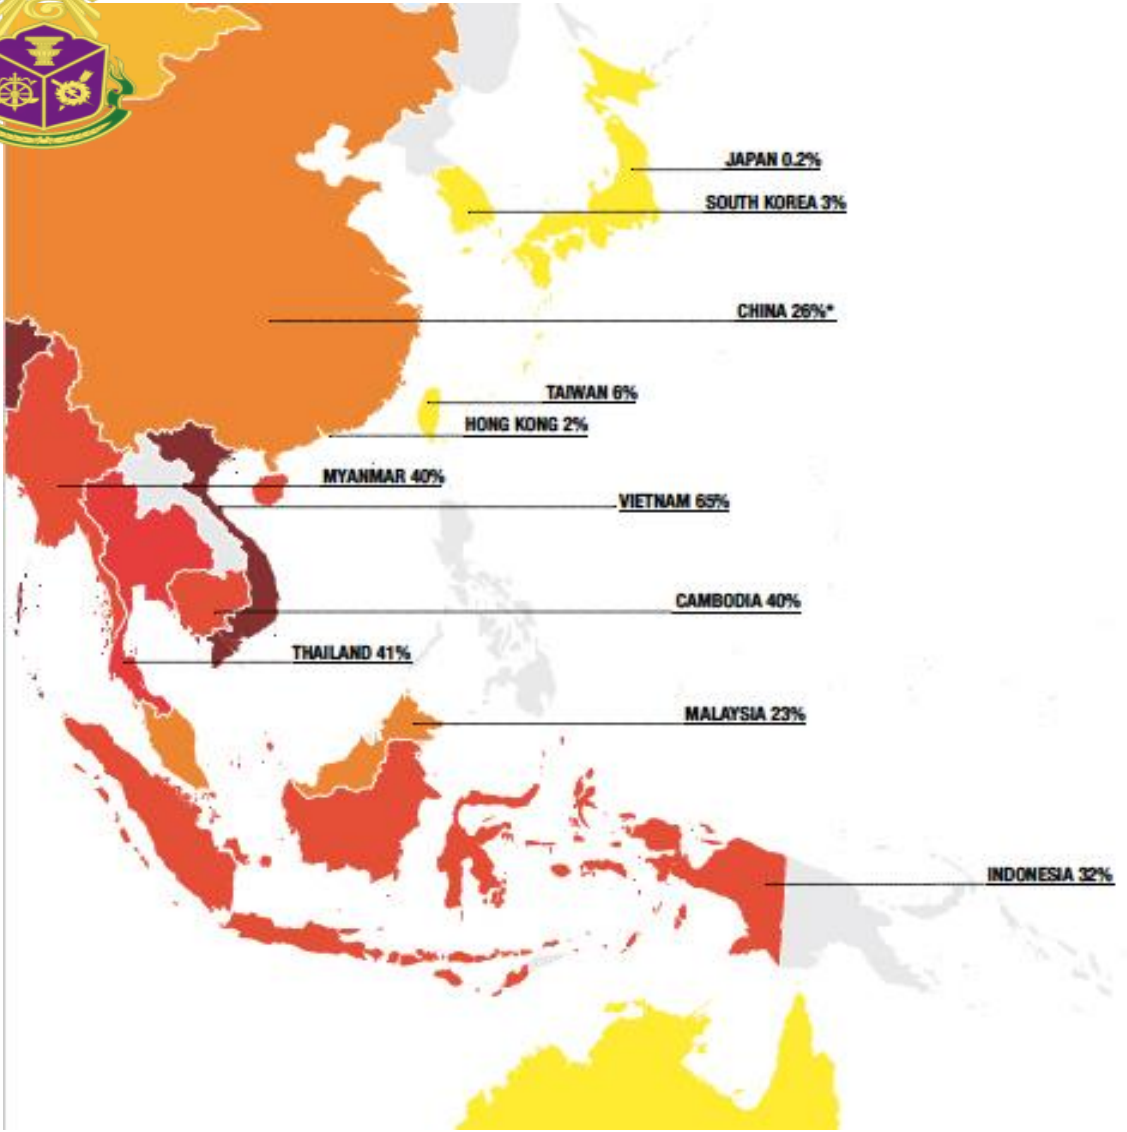 JAPAN 0.2%
SOUTH KOREA 3%
CHINA 26%*
TAIWAN 6%
HONG KONG 2%
MYANMAR 40%
VIETNAM 65%
CAMBODIA 40%
THAILAND 41%
MALAYSIA 23%
INDONESIA 32%